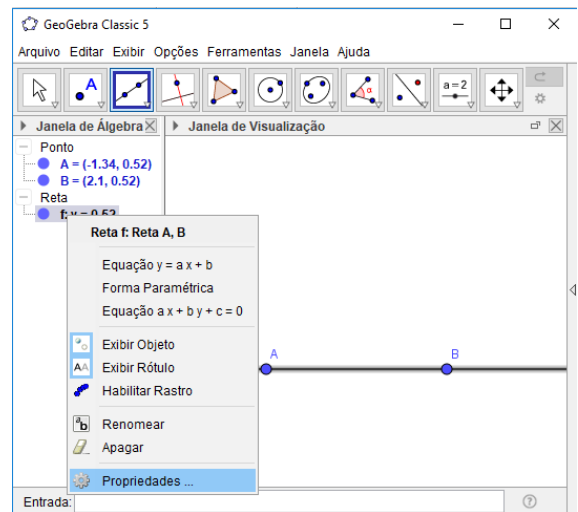 GeoGebra Classic 5
Arquivo Editar Exibir Opções Ferramentas Janela Ajuda
A
α
a=2
Janela de Álgebra
Janela de Visualização
Ponto
A = (-1.34, 0.52)
B = (2.1, 0.52)
Reta
f: y = 0.52
Reta f: Reta A, B
Equação y = a x + b
Forma Paramétrica
Equação a x + b y + c = 0
Exibir Objeto
AA Exibir Rótulo
Habilitar Rastro
ab Renomear
Apagar
Propriedades ...
A
B
Entrada:
?